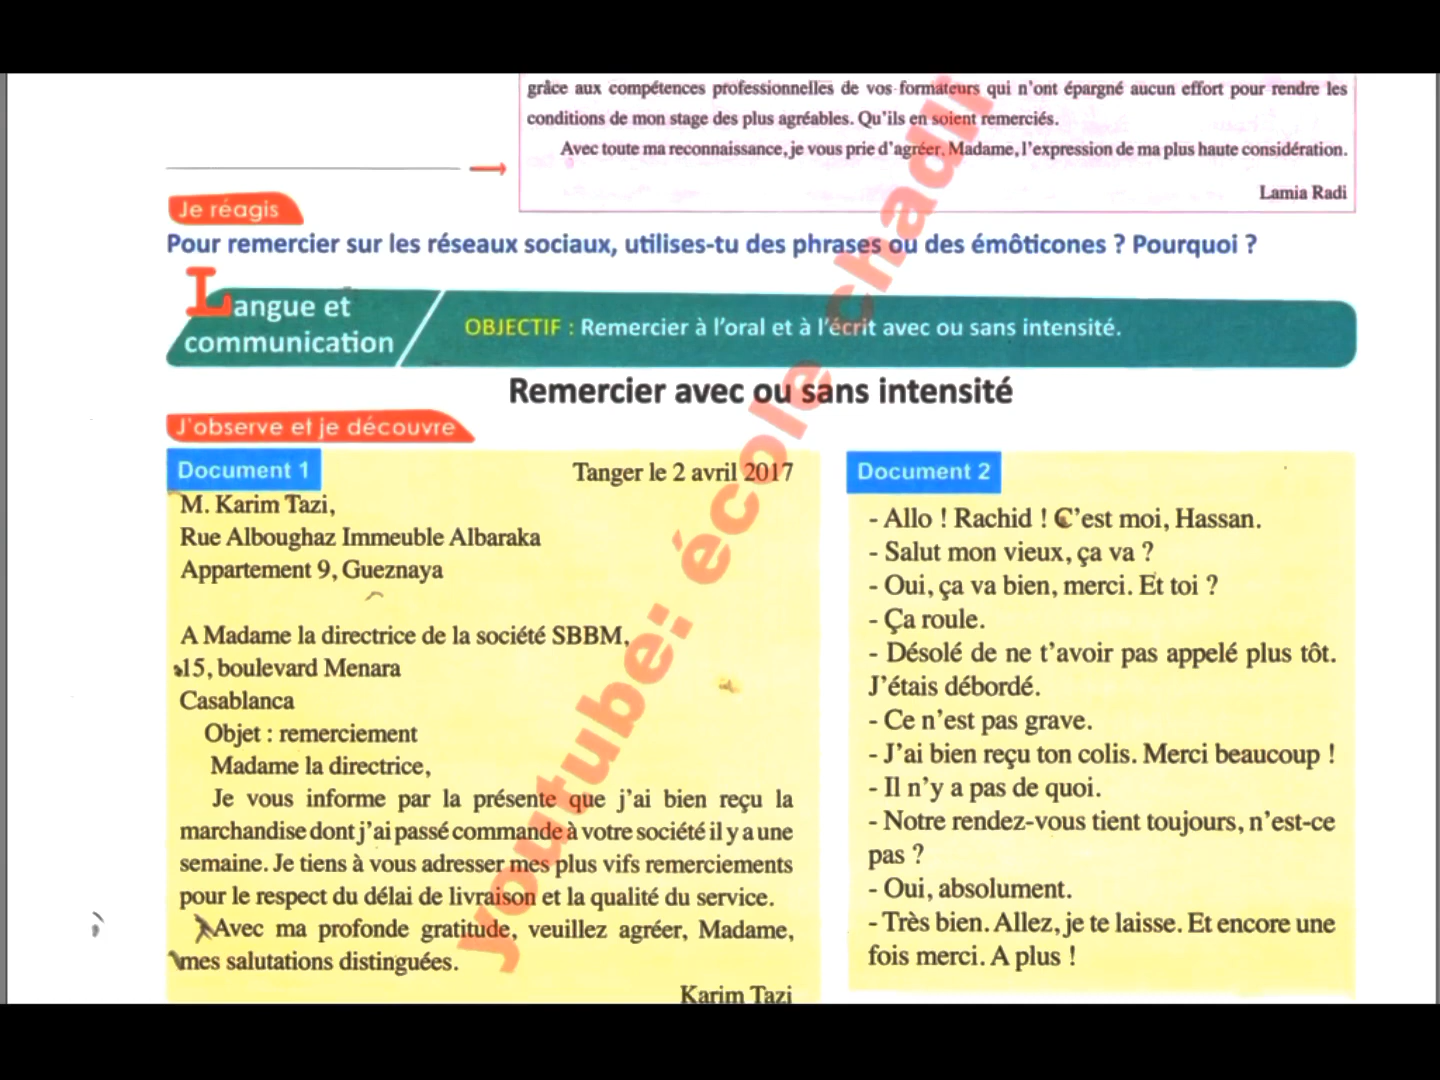 grâce aux compétences professionnelles de vos formateurs qui n'ont épargné aucun effort pour rendre les
conditions de mon stage des plus agréables. Qu'ils en soient remerciés.
Avec toute ma reconnaissance, je vous prie d'agréer, Madame, l'expression de ma plus haute considération.
Lamia Radi
Je réagis
Pour remercier sur les réseaux sociaux, utilises-tu des phrases ou des émôticones ? Pourquoi ?
Langue et
communication
OBJECTIF : Remercier à l'oral et à l'écrit avec ou sans intensité.
Remercier avec ou sans intensité
J'observe et je découvre
Document 1
Tanger le 2 avril 2017
M. Karim Tazi,
Rue Alboughaz Immeuble Albaraka
Appartement 9, Gueznaya
A Madame la directrice de la société SBBM,
15, boulevard Menara
Casablanca
Objet : remerciement
Madame la directrice,
Je vous informe par la présente que j'ai bien reçu la
marchandise dont j'ai passé commande à votre société il y a une
semaine. Je tiens à vous adresser mes plus vifs remerciements
pour le respect du délai de livraison et la qualité du service.
Avec ma profonde gratitude, veuillez agréer, Madame,
mes salutations distinguées.
Karim Tazi
Document 2
- Allo ! Rachid ! C'est moi, Hassan.
- Salut mon vieux, ça va ?
- Oui, ça va bien, merci. Et toi ?
- Ça roule.
- Désolé de ne t'avoir pas appelé plus tôt.
J'étais débordé.
- Ce n'est pas grave.
- J'ai bien reçu ton colis. Merci beaucoup !
- Il n'y a pas de quoi.
- Notre rendez-vous tient toujours, n'est-ce
pas ?
- Oui, absolument.
- Très bien. Allez, je te laisse. Et encore une
fois merci. A plus !
youtube: école chadli